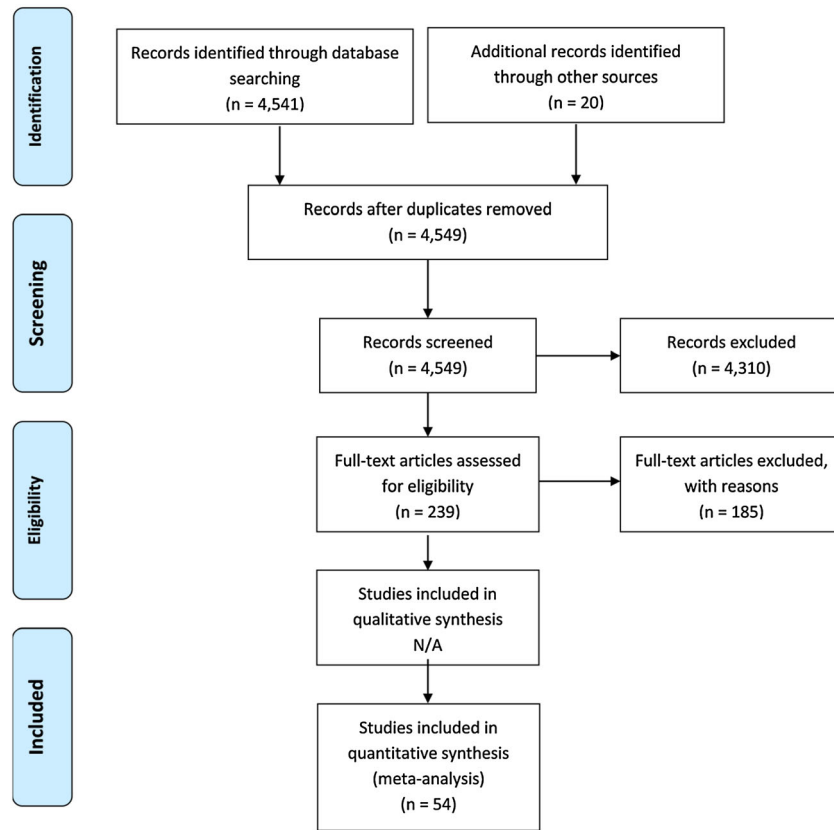 Identification
Records identified through database
searching
(n = 4,541)
Additional records identified
through other sources
(n = 20)
Records after duplicates removed
(n = 4,549)
Screening
Records screened
(n = 4,549)
Records excluded
(n = 4,310)
Eligibility
Full-text articles assessed
for eligibility
(n = 239)
Full-text articles excluded,
with reasons
(n = 185)
Studies included in
qualitative synthesis
N/A
Included
Studies included in
quantitative synthesis
(meta-analysis)
(n = 54)